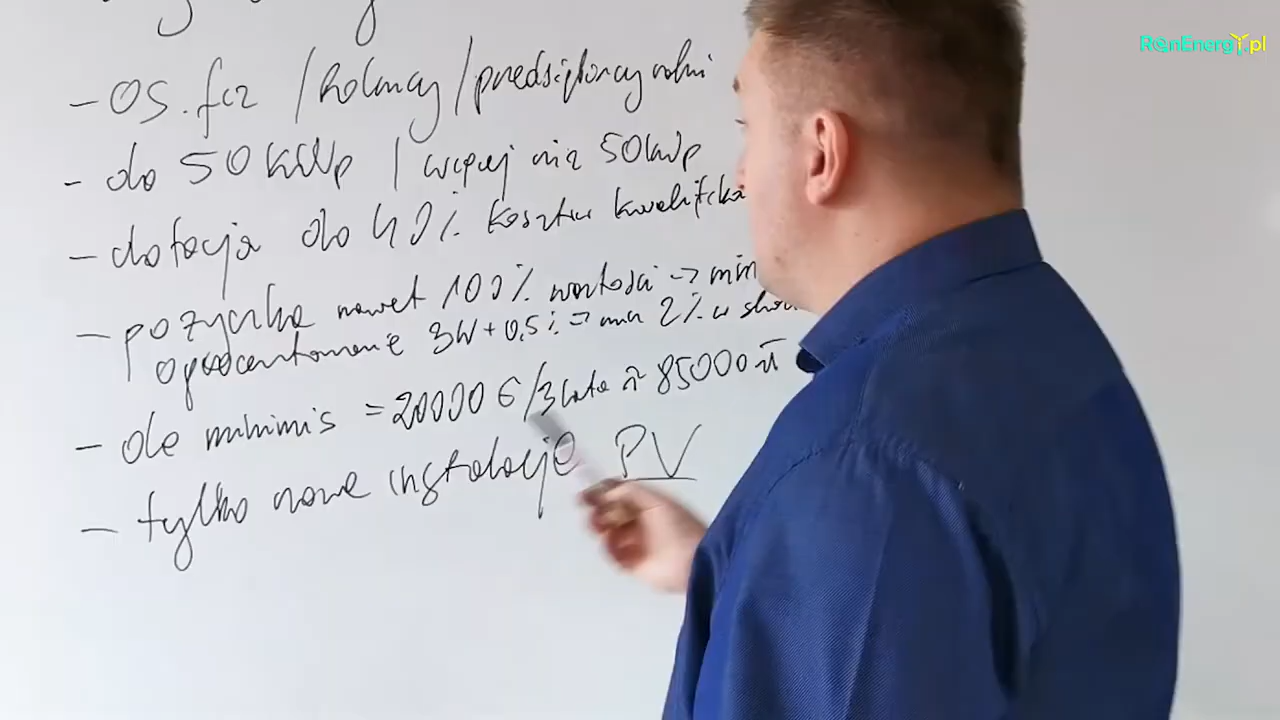 RenEnergy.pl
- os. fiz / Rolnicy / przedsiębiorcy rolni
- do 50 kWp / więcej niż 50 kWp
- dotacja do 40% kosztów kwalifika
- pożyczka nawet 100% wartości → min
oprocentowanie 3W + 0,5% → min 2% w skali
- de minimis = 20000 € / 3 lata ≈ 85000 zł
- tylko nowe instalacje PV